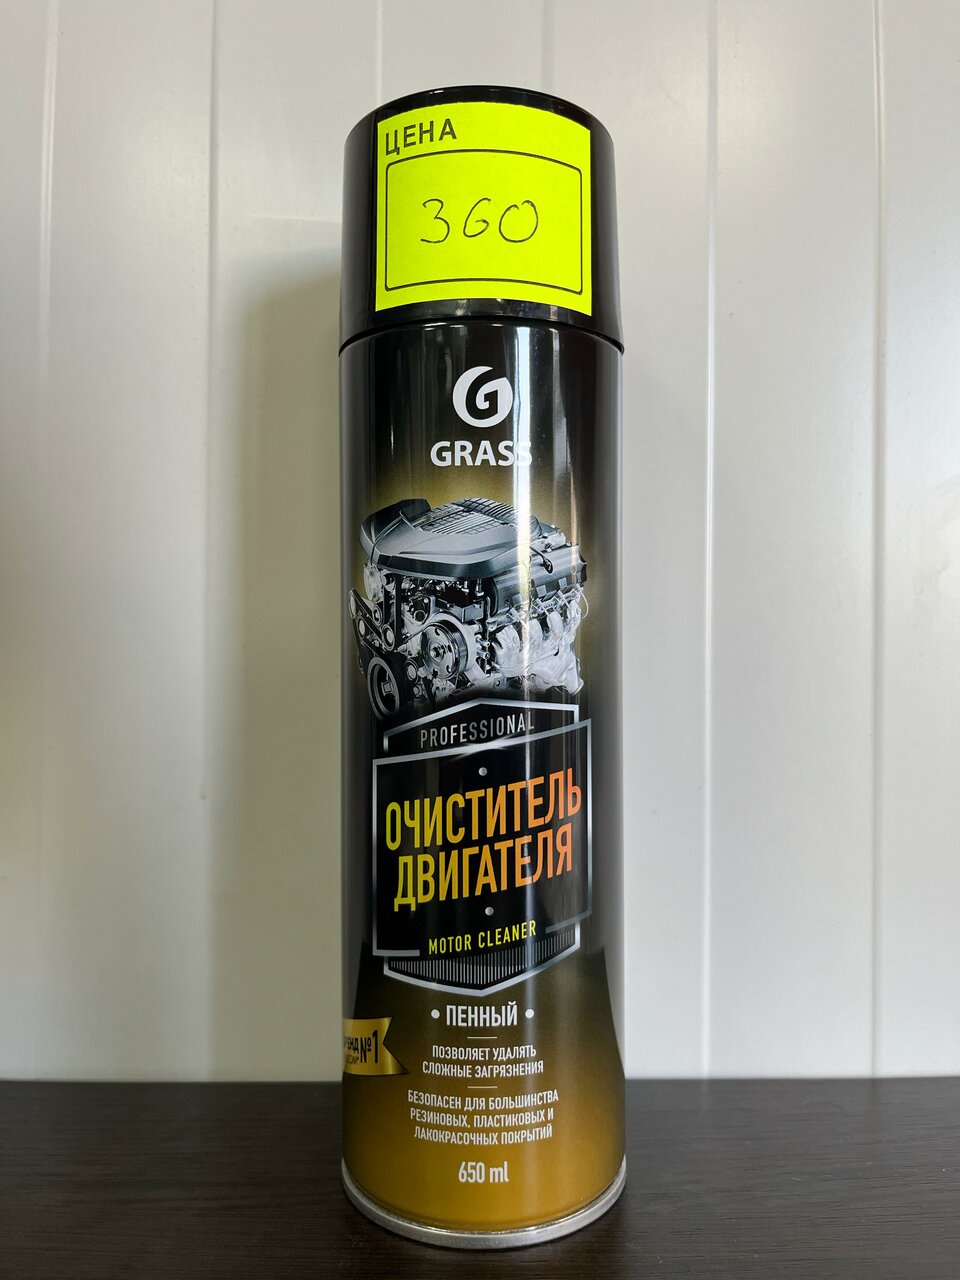 ЦЕНА
360
GRASS
PROFESSIONAL
ОЧИСТИТЕЛЬ
ДВИГАТЕЛЯ
MOTOR CLEANER
• ПЕННЫЙ •
№1
ПОЗВОЛЯЕТ УДАЛЯТЬ
СЛОЖНЫЕ ЗАГРЯЗНЕНИЯ
БЕЗОПАСЕН ДЛЯ БОЛЬШИНСТВА
РЕЗИНОВЫХ, ПЛАСТИКОВЫХ И
ЛАКОКРАСОЧНЫХ ПОКРЫТИЙ
650 ml